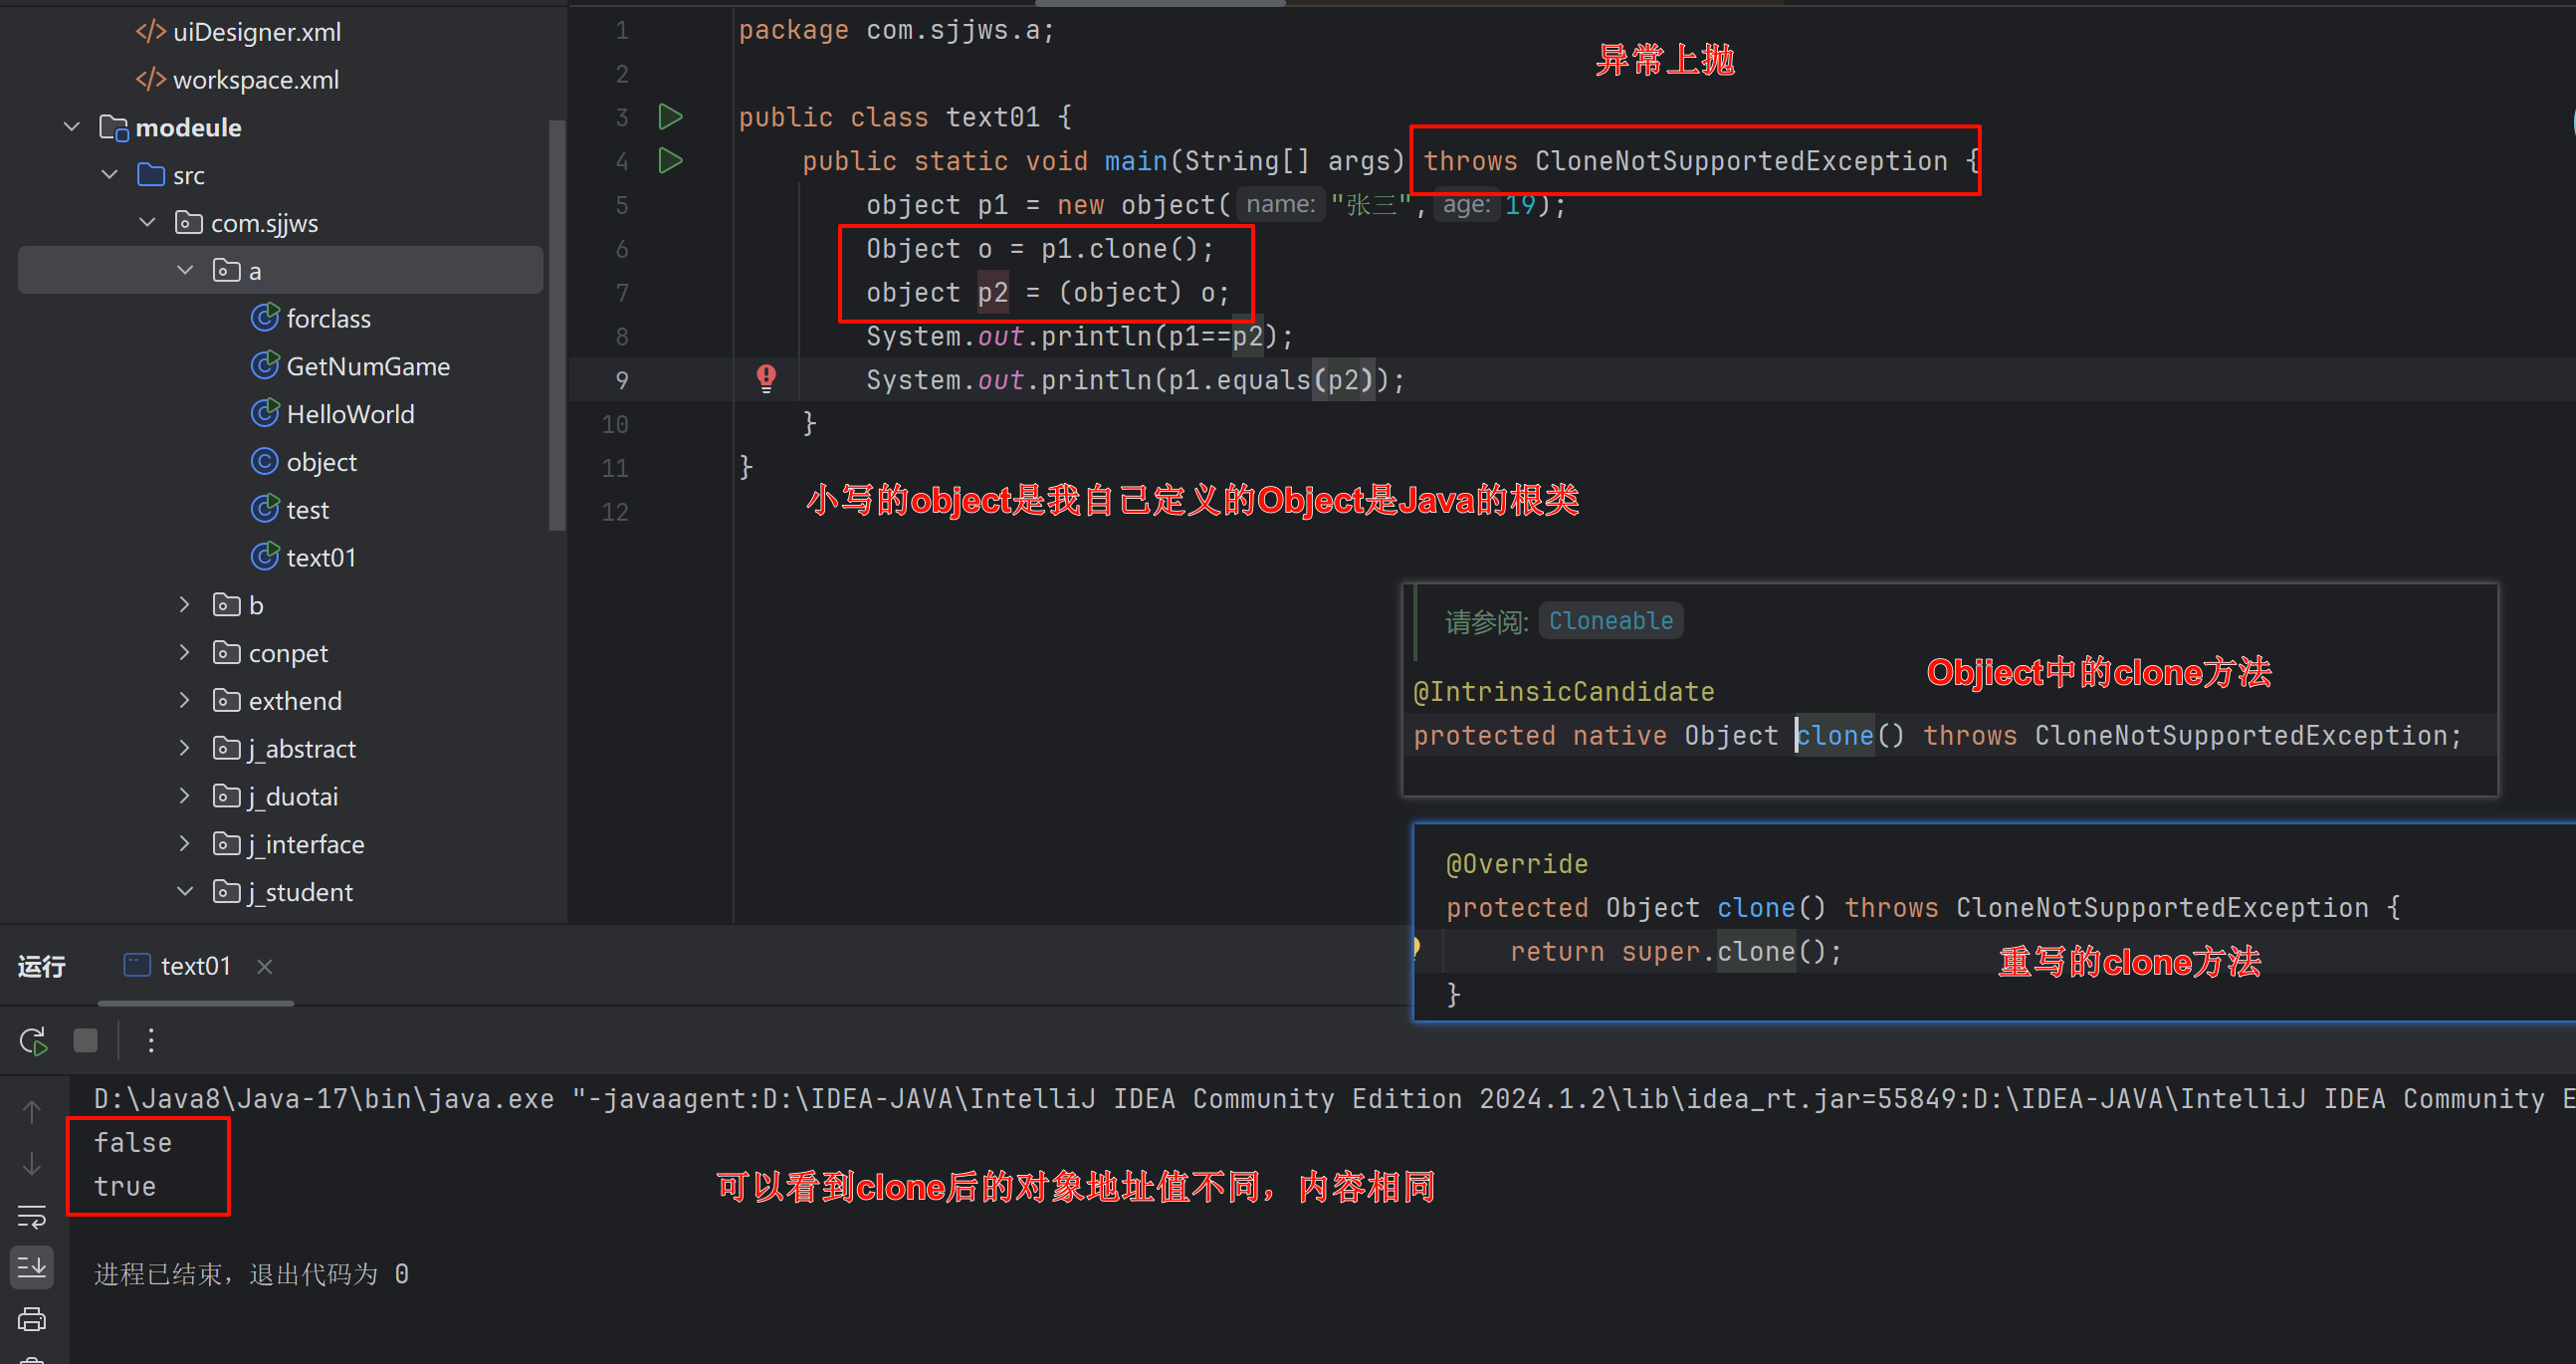 uiDesigner.xml
workspace.xml
modeule
src
com.sjjws
a
forclass
GetNumGame
HelloWorld
object
test
text01
b
conpet
exthend
j_abstract
j_duotai
j_interface
j_student
1 package com.sjjws.a;
异常上抛
2
3 public class text01 {
4 public static void main(String[] args) throws CloneNotSupportedException {
5 object p1 = new object( name: "张三", age: 19);
6 Object o = p1.clone();
7 object p2 = (object) o;
8 System.out.println(p1==p2);
9 System.out.println(p1.equals(p2));
10 }
11 }
12
小写的object是我自己定义的Object是Java的根类
请参阅: Cloneable
Objiect中的clone方法
@IntrinsicCandidate
protected native Object clone() throws CloneNotSupportedException;
@Override
protected Object clone() throws CloneNotSupportedException {
return super.clone();
重写的clone方法
}
运行 text01
D:\Java8\Java-17\bin\java.exe "-javaagent:D:\IDEA-JAVA\IntelliJ IDEA Community Edition 2024.1.2\lib\idea_rt.jar=55849:D:\IDEA-JAVA\IntelliJ IDEA Community E
false
true
可以看到clone后的对象地址值不同，内容相同
进程已结束，退出代码为 0